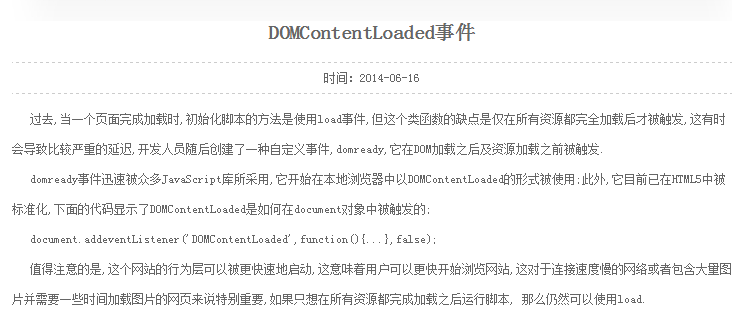 DOMContentLoaded事件
时间：2014-06-16
过去,当一个页面完成加载时,初始化脚本的方法是使用load事件,但这个类函数的缺点是仅在所有资源都完全加载后才被触发,这有时
会导致比较严重的延迟,开发人员随后创建了一种自定义事件,domready,它在DOM加载之后及资源加载之前被触发.
domready事件迅速被众多JavaScript库所采用,它开始在本地浏览器中以DOMContentLoaded的形式被使用;此外,它目前已在HTML5中被
标准化,下面的代码显示了DOMContentLoaded是如何在document对象中被触发的:
document.addeventListener('DOMContentLoaded',function(){...},false);
值得注意的是,这个网站的行为层可以被更快速地启动,这意味着用户可以更快开始浏览网站,这对于连接速度慢的网络或者包含大量图
片并需要一些时间加载图片的网页来说特别重要,如果只想在所有资源都完成加载之后运行脚本, 那么仍然可以使用load.